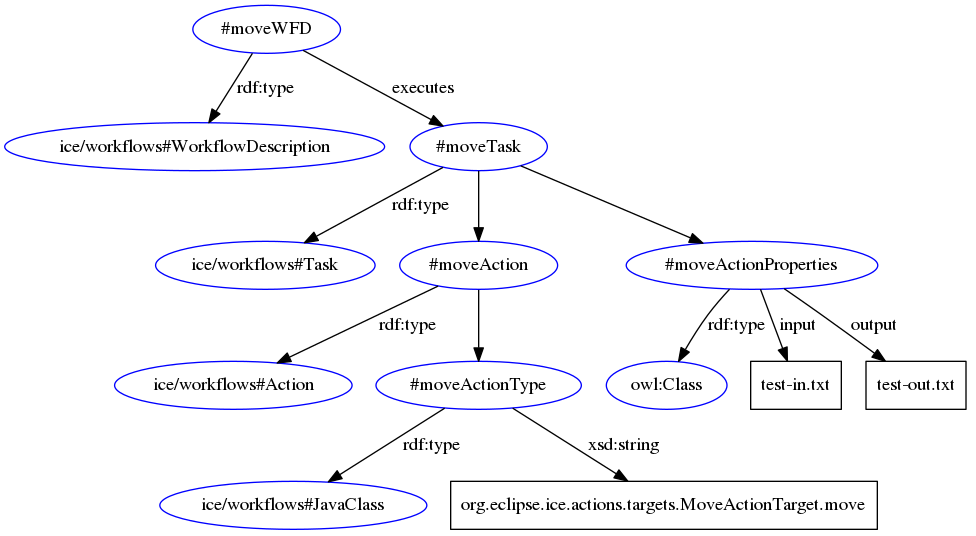 #moveWFD
rdf:type
executes
ice/workflows#WorkflowDescription
#moveTask
rdf:type
ice/workflows#Task
#moveAction
#moveActionProperties
rdf:type
rdf:type
input
output
ice/workflows#Action
#moveActionType
owl:Class
test-in.txt
test-out.txt
rdf:type
xsd:string
ice/workflows#JavaClass
org.eclipse.ice.actions.targets.MoveActionTarget.move